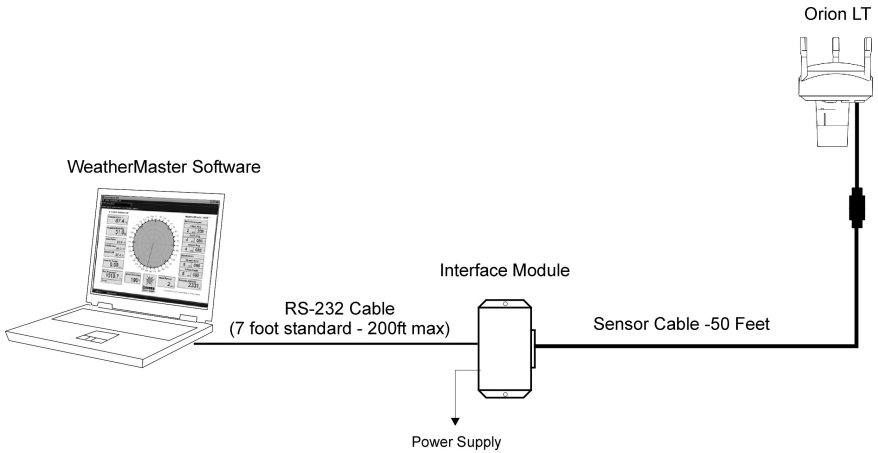 Orion LT
WeatherMaster Software
Interface Module
RS-232 Cable
(7 foot standard - 200ft max)
Sensor Cable -50 Feet
Power Supply